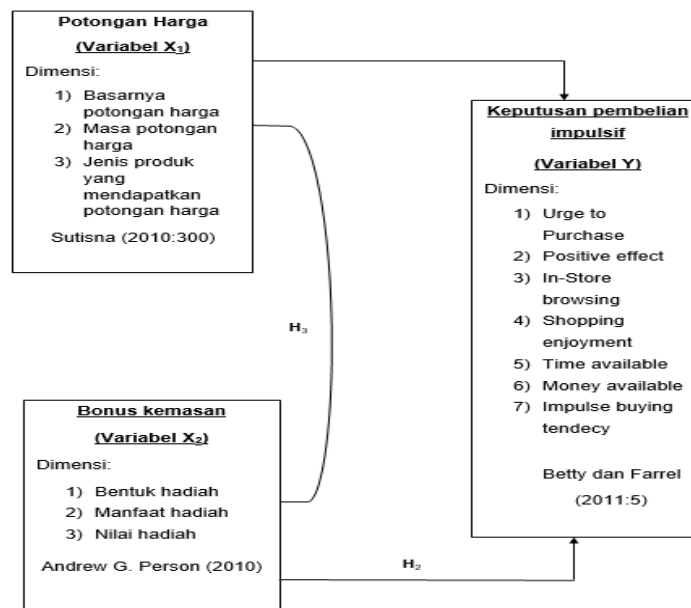 Potongan Harga
(Variabel X₁)
Dimensi:
1) Basarnya
potongan harga
2) Masa potongan
harga
3) Jenis produk
yang
mendapatkan
potongan harga
Sutisna (2010:300)
H₃
Bonus kemasan
(Variabel X₂)
Dimensi:
1) Bentuk hadiah
2) Manfaat hadiah
3) Nilai hadiah
Andrew G. Person (2010)
H₂
Keputusan pembelian
impulsif
(Variabel Y)
Dimensi:
1) Urge to
Purchase
2) Positive effect
3) In-Store
browsing
4) Shopping
enjoyment
5) Time available
6) Money available
7) Impulse buying
tendecy
Betty dan Farrel
(2011:5)